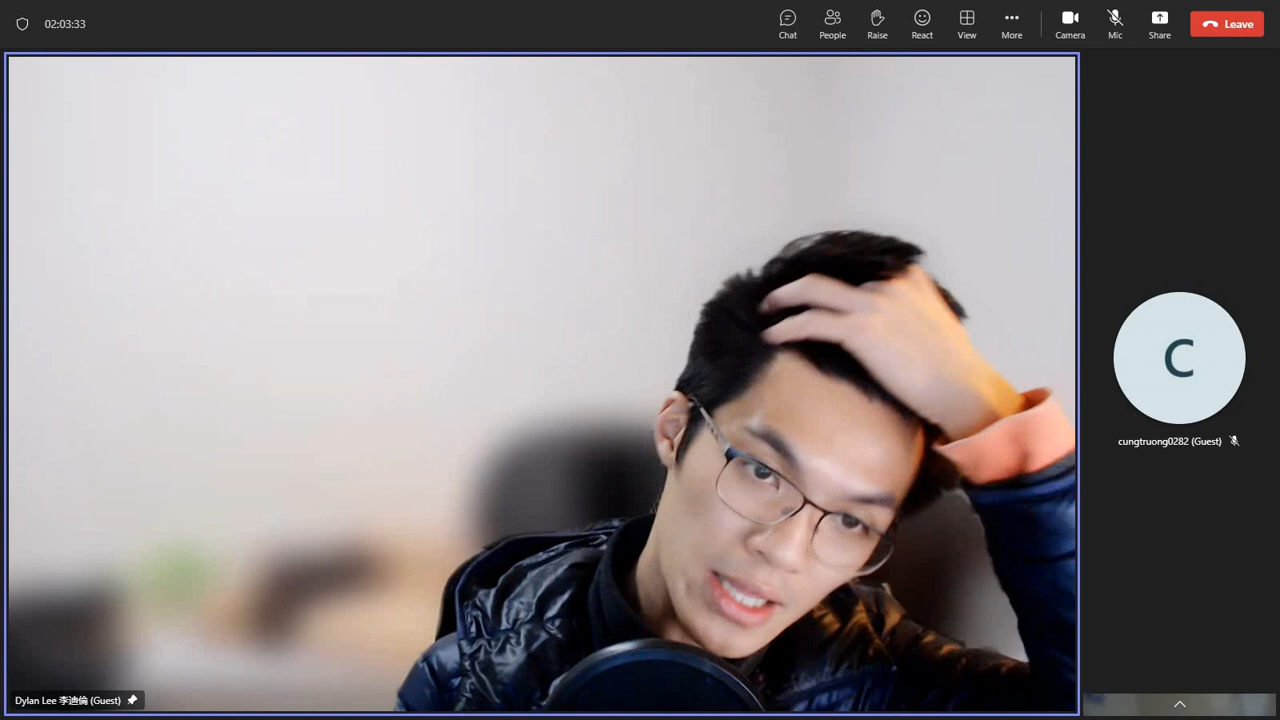 02:03:33
Chat
People
Raise
React
View
More
Camera
Mic
Share
Leave
C
cungtruong0282 (Guest)
Dylan Lee 李迪倫 (Guest)